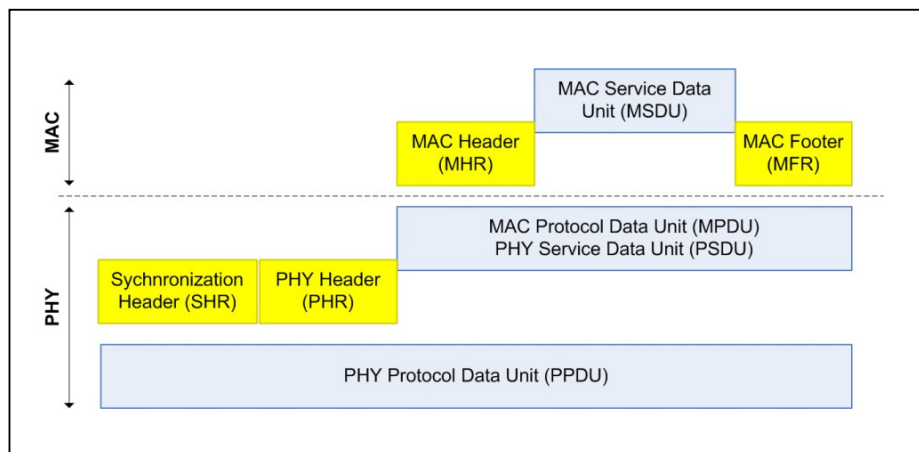 MAC
MAC Service Data
Unit (MSDU)
MAC Header
(MHR)
MAC Footer
(MFR)
PHY
MAC Protocol Data Unit (MPDU)
PHY Service Data Unit (PSDU)
Sychnronization
Header (SHR)
PHY Header
(PHR)
PHY Protocol Data Unit (PPDU)